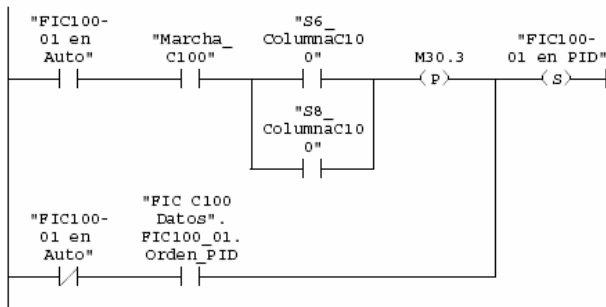 "FIC100-
01 en
Auto"
"Marcha_
C100"
"S6_
ColumnaC10
0"
M30.3
P
"FIC100-
01 en PID"
S
"S8_
ColumnaC10
0"
"FIC100-
01 en
Auto"
"FIC C100
Datos".
FIC100_01.
Orden_PID